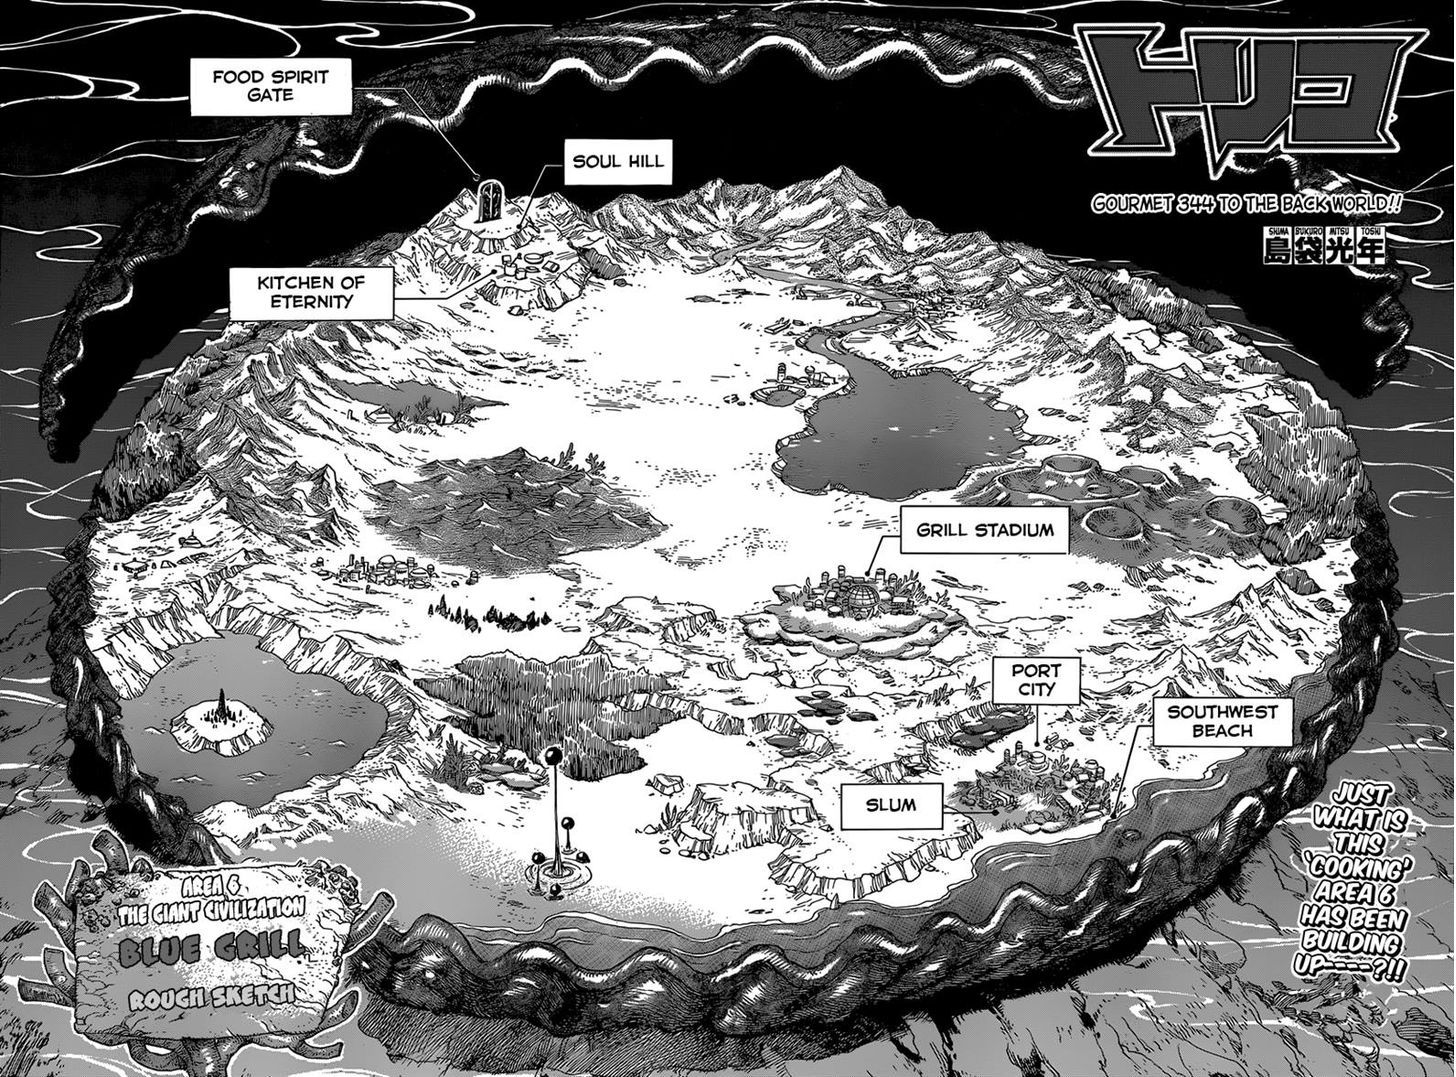 トリコ
GOURMET 344 TO THE BACK WORLD!!
SHIMA BUKURO MITSU TOSHI
島袋光年
FOOD SPIRIT
GATE
SOUL HILL
KITCHEN OF
ETERNITY
GRILL STADIUM
PORT
CITY
SOUTHWEST
BEACH
SLUM
JUST
WHAT IS
THIS
'COOKING'
AREA 6
HAS BEEN
BUILDING
UP----?!!
AREA 6
THE GIANT CIVILIZATION
BLUE GRILL
ROUGH SKETCH